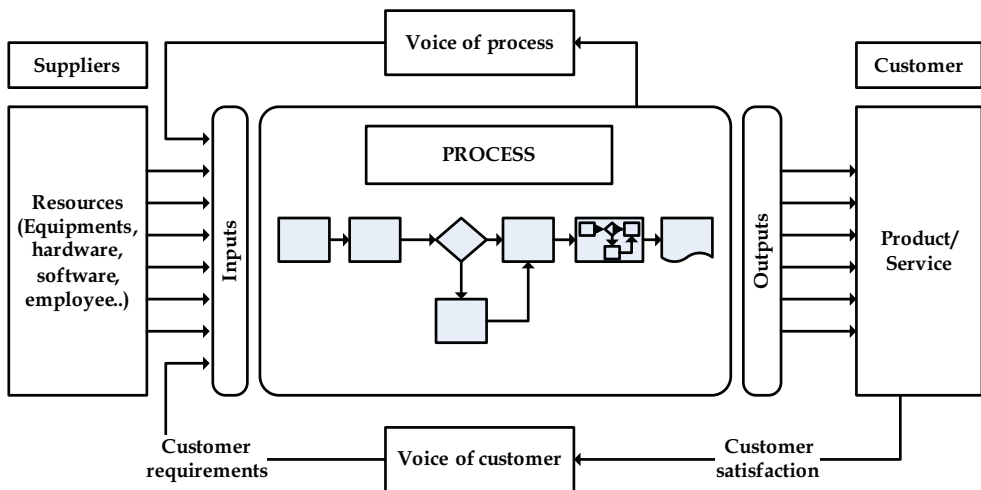 Voice of process
Suppliers
Customer
PROCESS
Resources
(Equipments,
hardware,
software,
employee..)
Inputs
Outputs
Product/
Service
Customer
requirements
Voice of customer
Customer
satisfaction